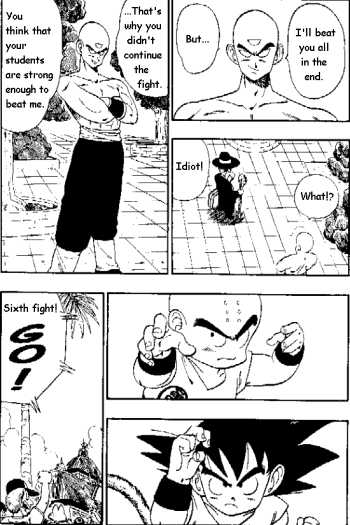 You
think that
your
students
are strong
enough to
beat me.
...That's
why you
didn't
continue
the
fight.
But...
I'll beat
you all
in the
end.
Idiot!
What!?
Sixth fight!
GO!